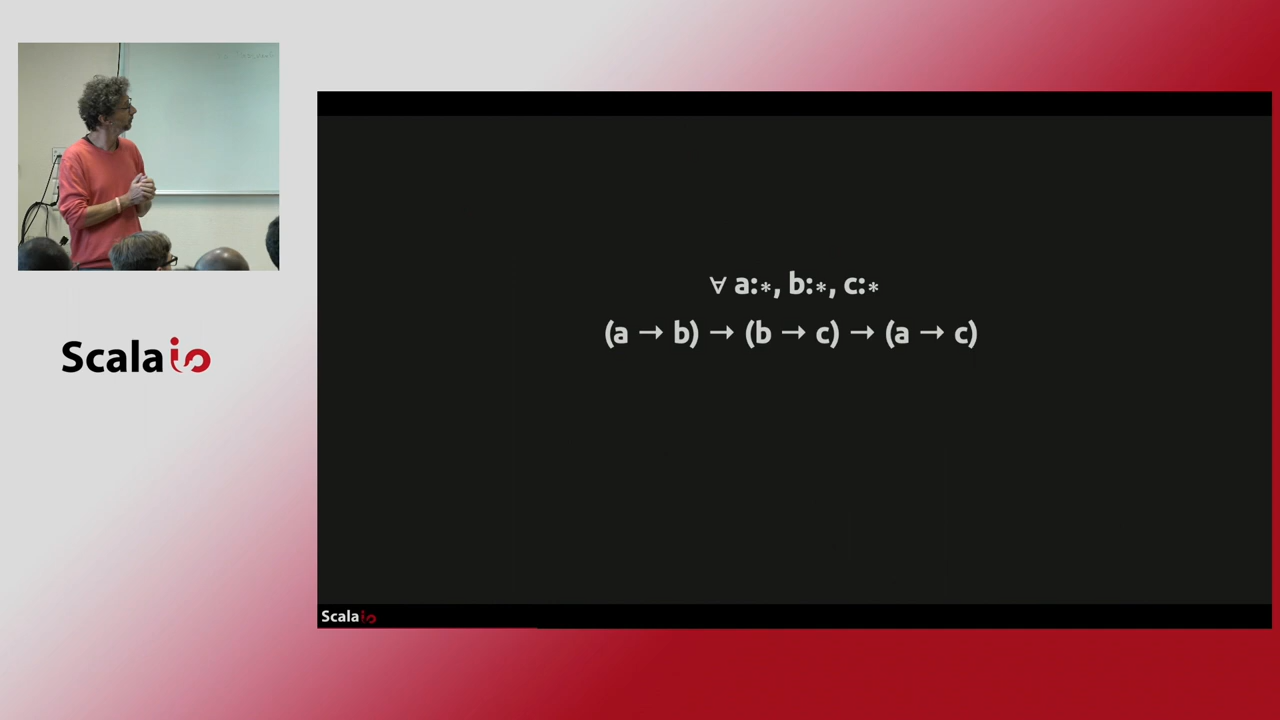 ∀ a:*, b:*, c:*
(a → b) → (b → c) → (a → c)
Scala io
Scala io